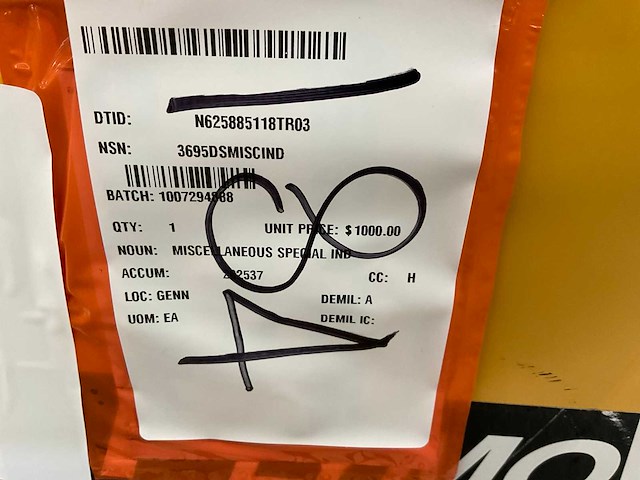 DTID: N625885118TR03
NSN: 3695DSMISCIND
BATCH:
QTY: 1 UNIT PRICE: $1000.00
NOUN: MISCELLANEOUS SPECIAL IND
ACCUM: CC: H
LOC: GENN DEMIL: A
UOM: EA DEMIL IC:
184